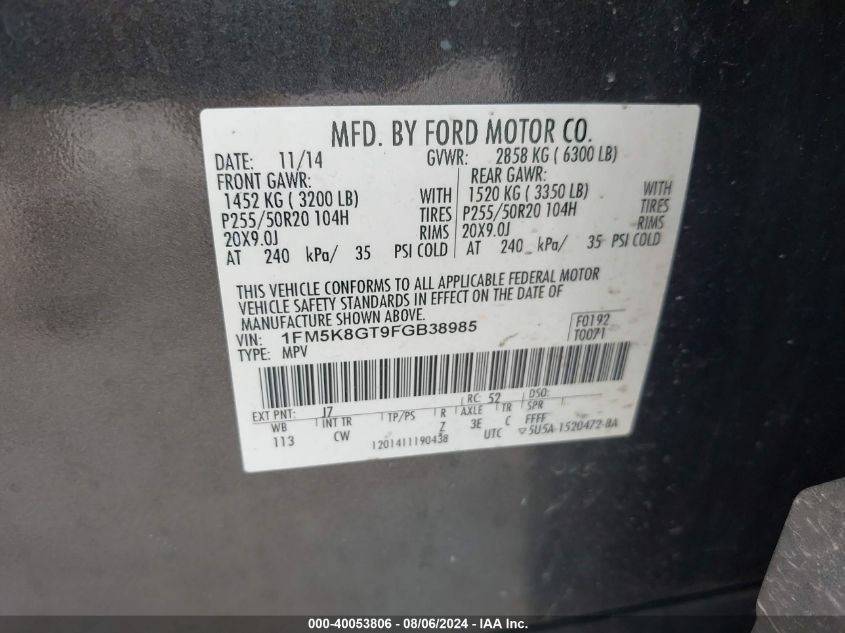 MFD. BY FORD MOTOR CO.
DATE: 11/14 GVWR: 2858 KG ( 6300 LB)
FRONT GAWR: REAR GAWR:
1452 KG ( 3200 LB) WITH 1520 KG ( 3350 LB) WITH
P255/50R20 104H TIRES P255/50R20 104H TIRES
20X9.0J RIMS 20X9.0J RIMS
AT 240 kPa/ 35 PSI COLD AT 240 kPa/ 35 PSI COLD
THIS VEHICLE CONFORMS TO ALL APPLICABLE FEDERAL MOTOR
VEHICLE SAFETY STANDARDS IN EFFECT ON THE DATE OF
MANUFACTURE SHOWN ABOVE.
VIN: 1FM5K8GT9FGB38985 F0192
TYPE: MPV T0071
EXT PNT: J7 RC: 52 DSO:
WB INT TR TP/PS R AXLE TR SPR
113 CW Z 3E C FFFF
1201411190438 UTC ▽5U5A-1520472-BA
000-40053806 - 08/06/2024 - IAA Inc.